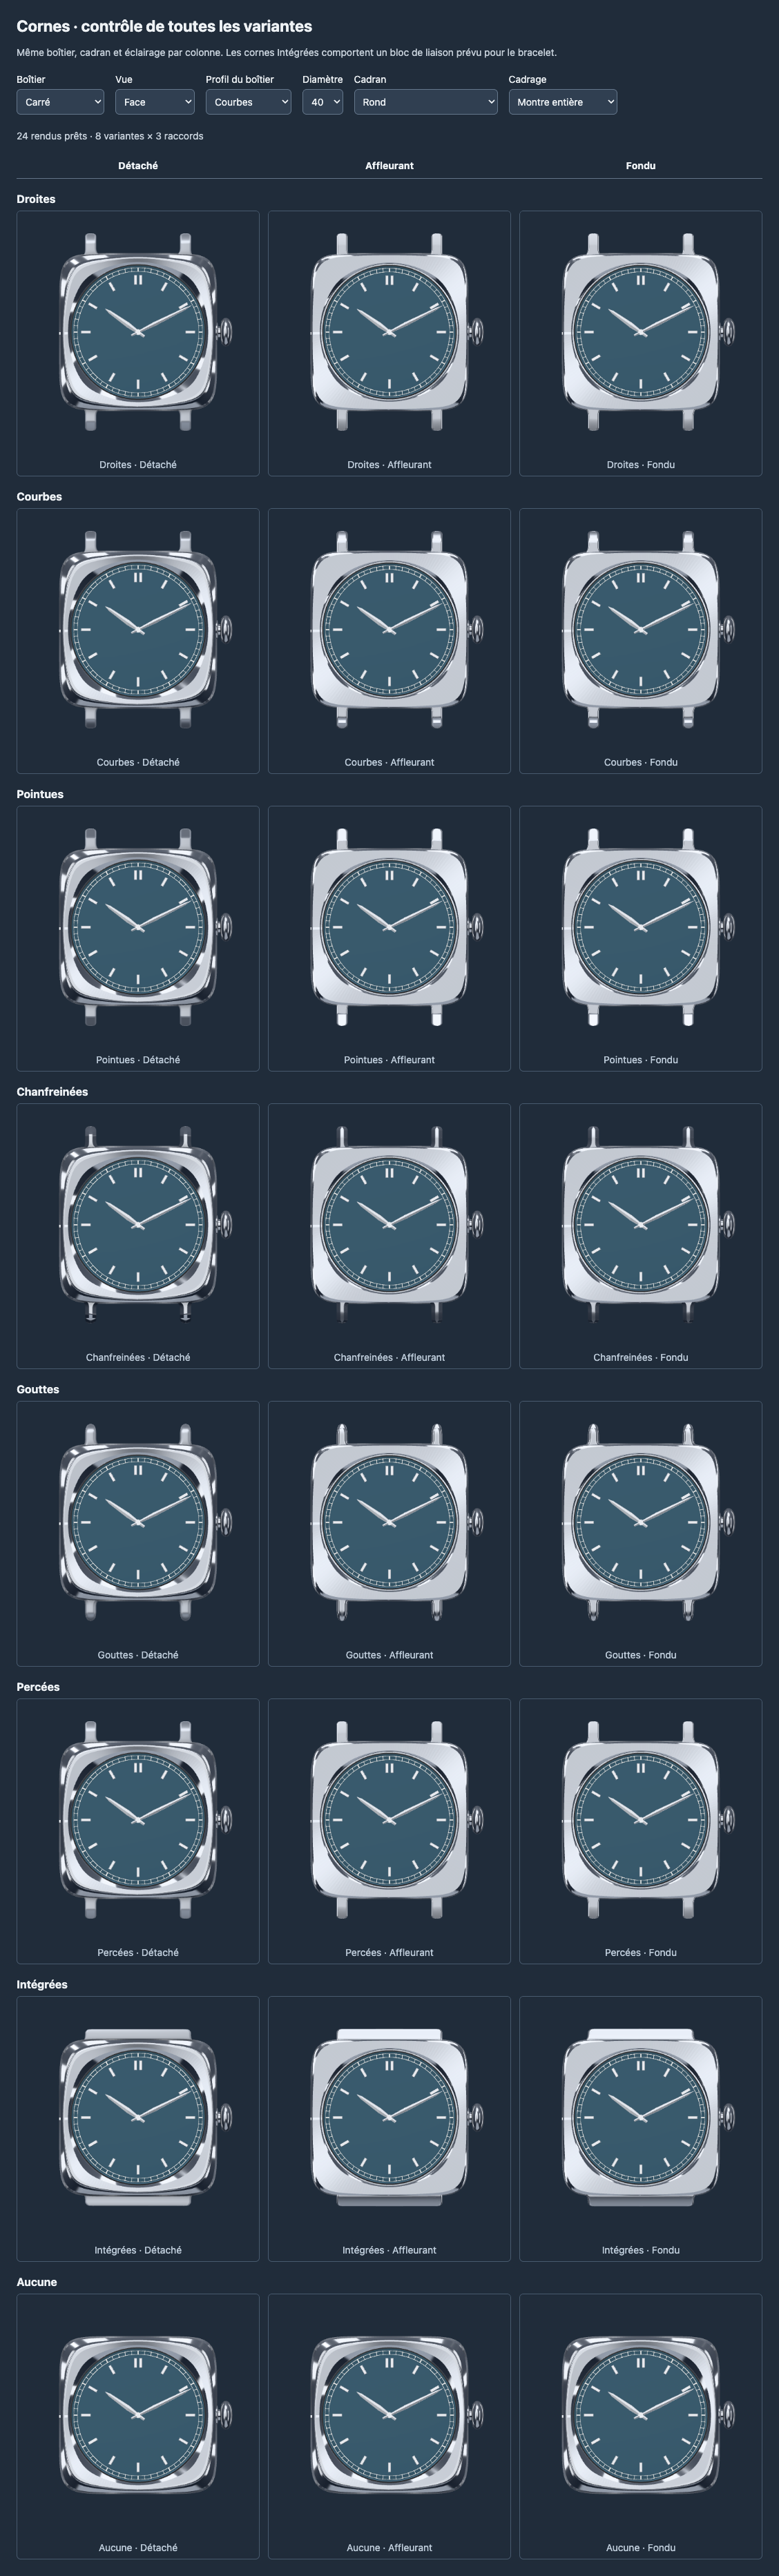 Cornes · contrôle de toutes les variantes
Même boîtier, cadran et éclairage par colonne. Les cornes Intégrées comportent un bloc de liaison prévu pour le bracelet.
Boîtier Vue Profil du boîtier Diamètre Cadran Cadrage
Carré Face Courbes 40 Rond Montre entière
24 rendus prêts · 8 variantes × 3 raccords
Détaché Affleurant Fondu
Droites
Droites · Détaché Droites · Affleurant Droites · Fondu
Courbes
Courbes · Détaché Courbes · Affleurant Courbes · Fondu
Pointues
Pointues · Détaché Pointues · Affleurant Pointues · Fondu
Chanfreinées
Chanfreinées · Détaché Chanfreinées · Affleurant Chanfreinées · Fondu
Gouttes
Gouttes · Détaché Gouttes · Affleurant Gouttes · Fondu
Percées
Percées · Détaché Percées · Affleurant Percées · Fondu
Intégrées
Intégrées · Détaché Intégrées · Affleurant Intégrées · Fondu
Aucune
Aucune · Détaché Aucune · Affleurant Aucune · Fondu